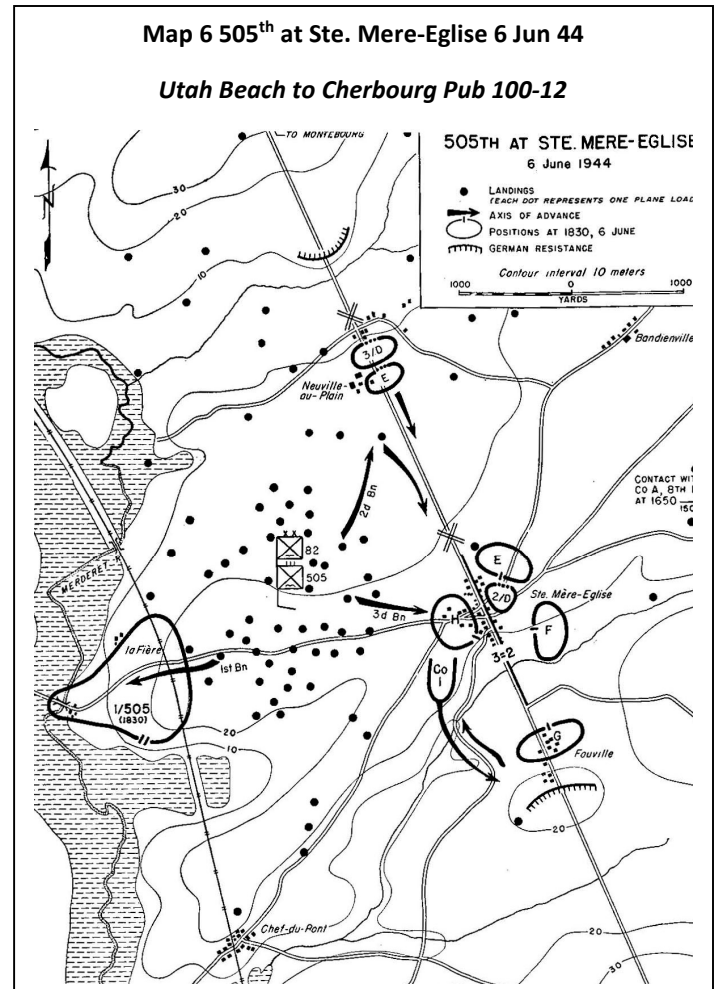 Map 6 505th at Ste. Mere-Eglise 6 Jun 44
Utah Beach to Cherbourg Pub 100-12
TO MONTEBOURG
505TH AT STE. MERE-EGLISE
6 June 1944
LANDINGS
(EACH DOT REPRESENTS ONE PLANE LOAD
AXIS OF ADVANCE
POSITIONS AT 1830, 6 JUNE
GERMAN RESISTANCE
Contour interval 10 meters
1000 0 1000
YARDS
30
20
10
3/D
E
Neuville-
au-Plain
Bandienville
CONTACT WIT
CO A, 8TH
AT 1650
150
2d Bn
82
505
MERDERET
E
2/D
Ste. Mère-Eglise
H
F
3d Bn
3=2
la Fière
1st Bn
1/505
(1830)
Co
I
20
10
G
Fouville
20
Chef-du-Pont
20
30